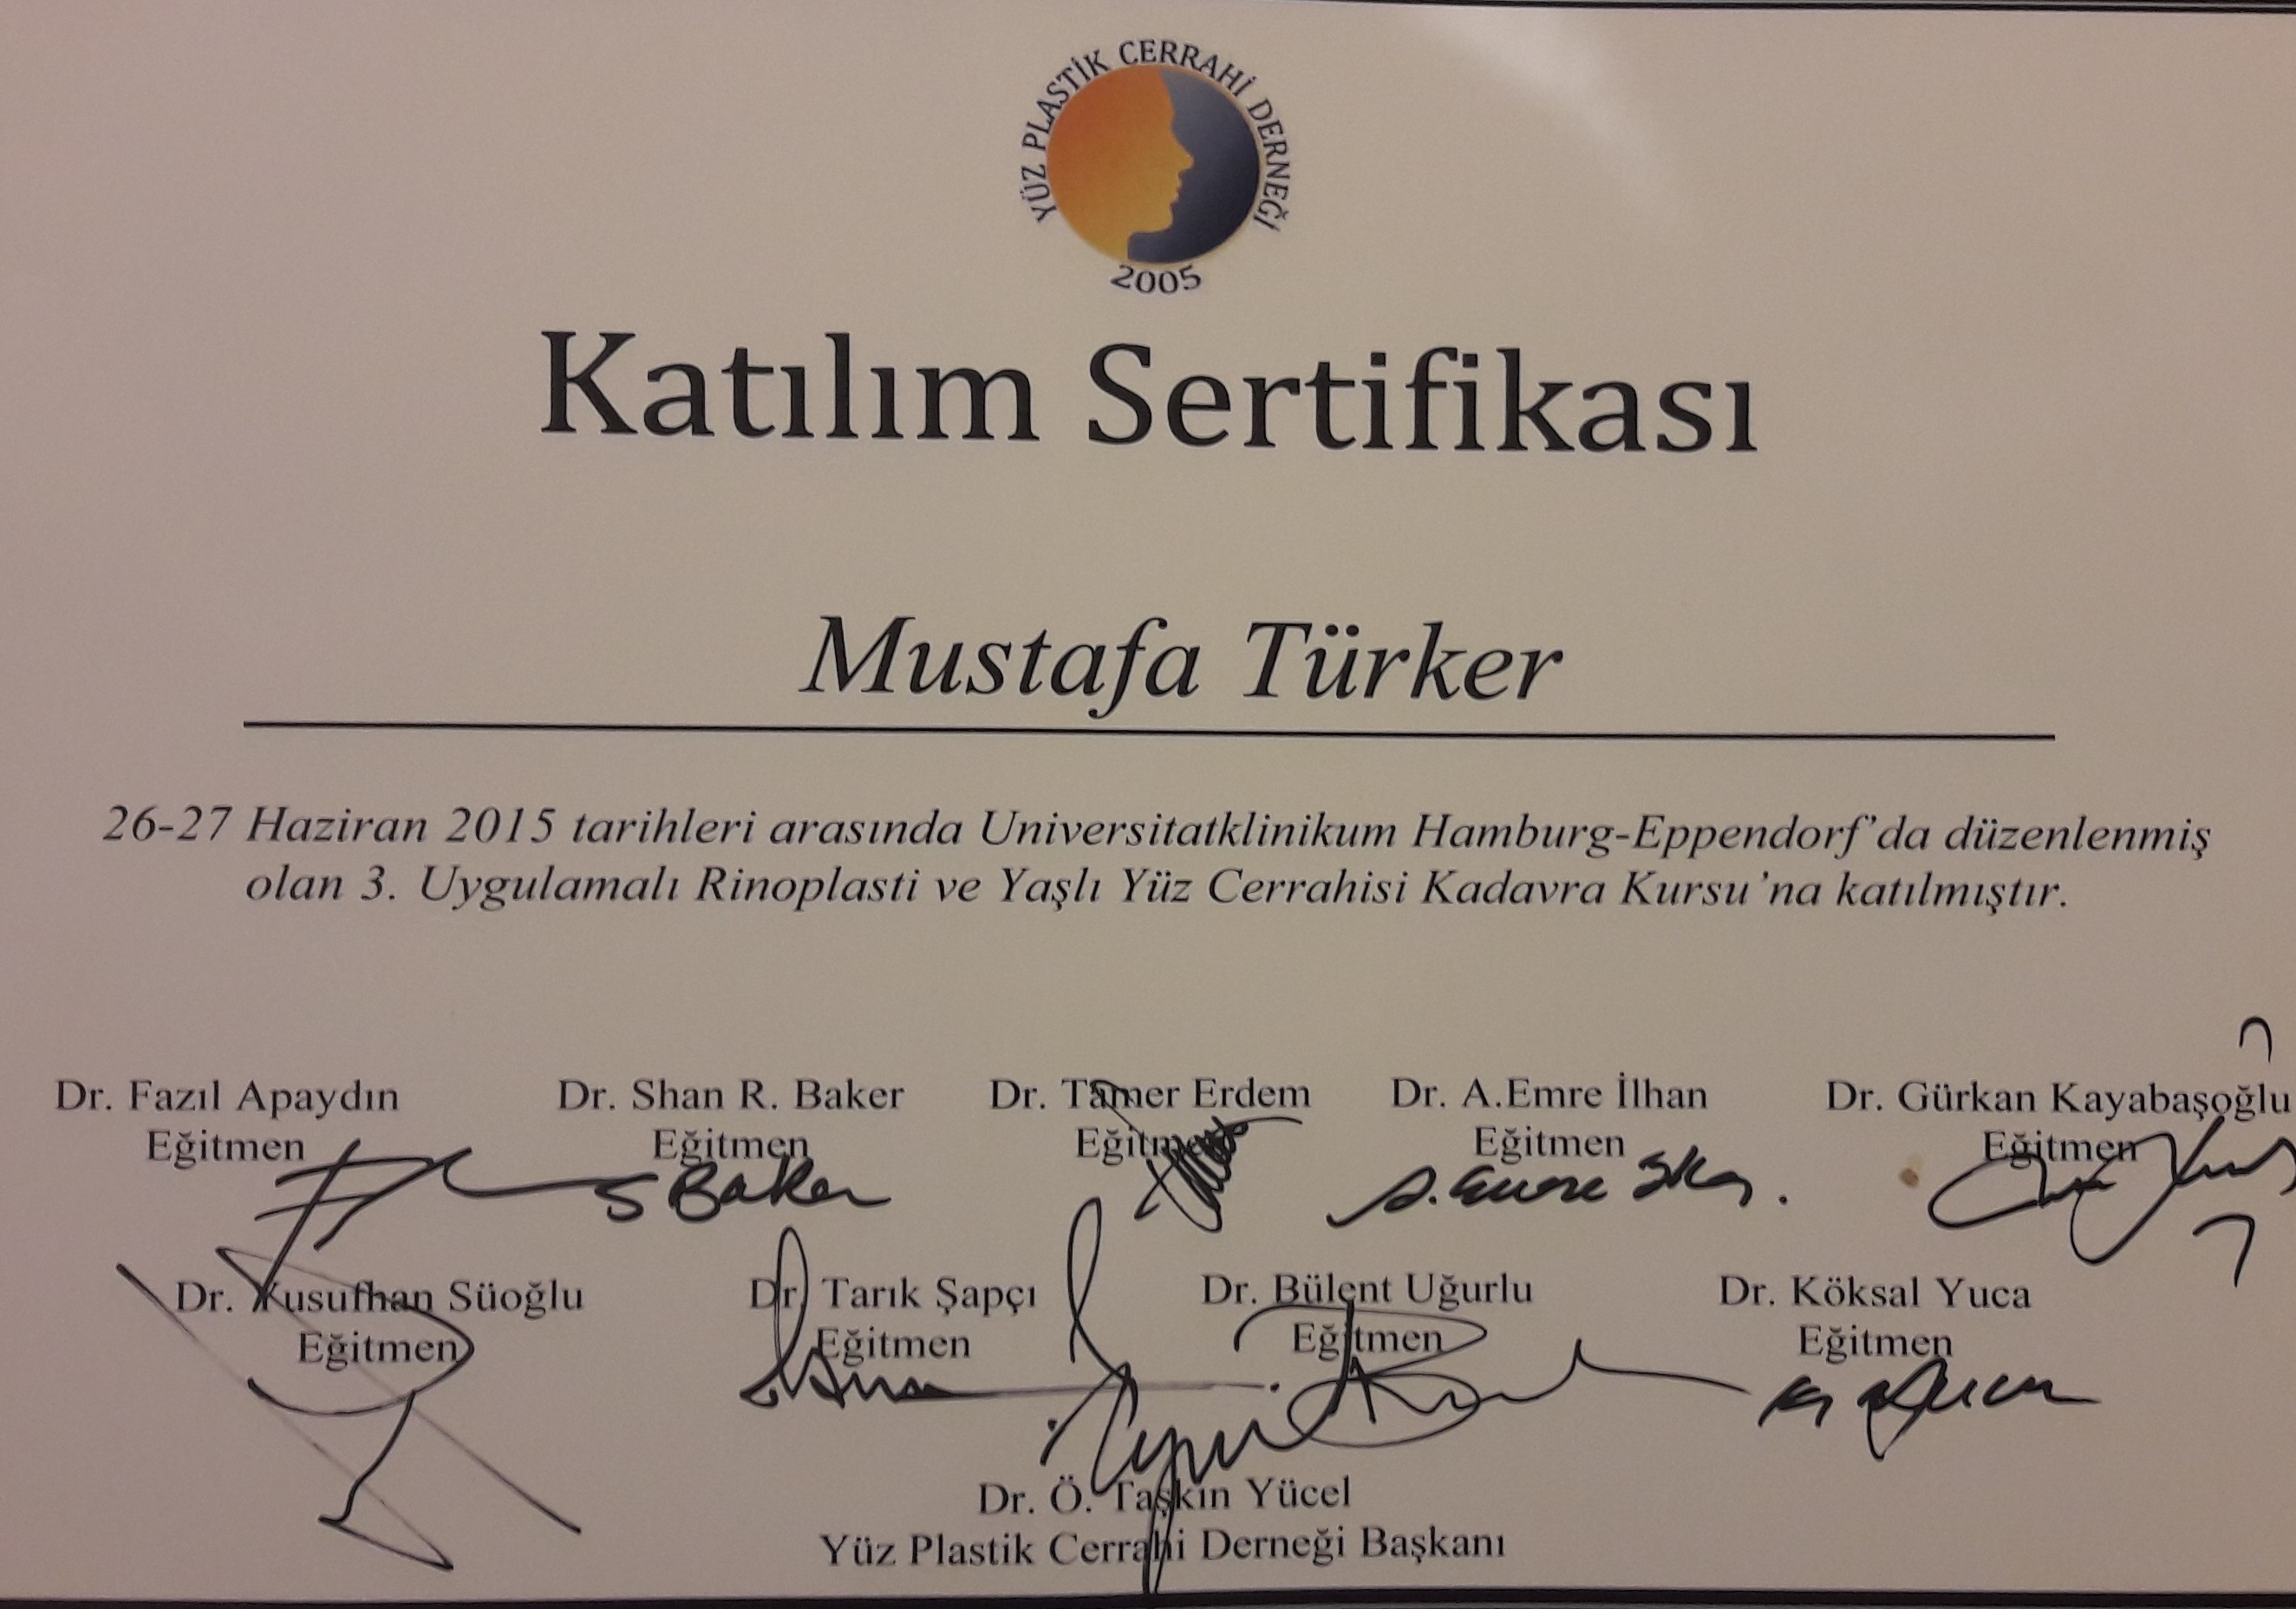 YÜZ PLASTİK CERRAHİ DERNEĞİ
2005
Katılım Sertifikası
Mustafa Türker
26-27 Haziran 2015 tarihleri arasında Universitatklinikum Hamburg-Eppendorf’da düzenlenmiş
olan 3. Uygulamalı Rinoplasti ve Yaşlı Yüz Cerrahisi Kadavra Kursu’na katılmıştır.
Dr. Fazıl Apaydın Dr. Shan R. Baker Dr. Tamer Erdem Dr. A.Emre İlhan Dr. Gürkan Kayabaşoğlu
Eğitmen Eğitmen Eğitmen Eğitmen Eğitmen
S Baker
Dr. Yusufhan Süoğlu Dr. Tarık Şapçı Dr. Bülent Uğurlu Dr. Köksal Yuca
Eğitmen Eğitmen Eğitmen Eğitmen
Dr. Ö. Taşkın Yücel
Yüz Plastik Cerrahi Derneği Başkanı